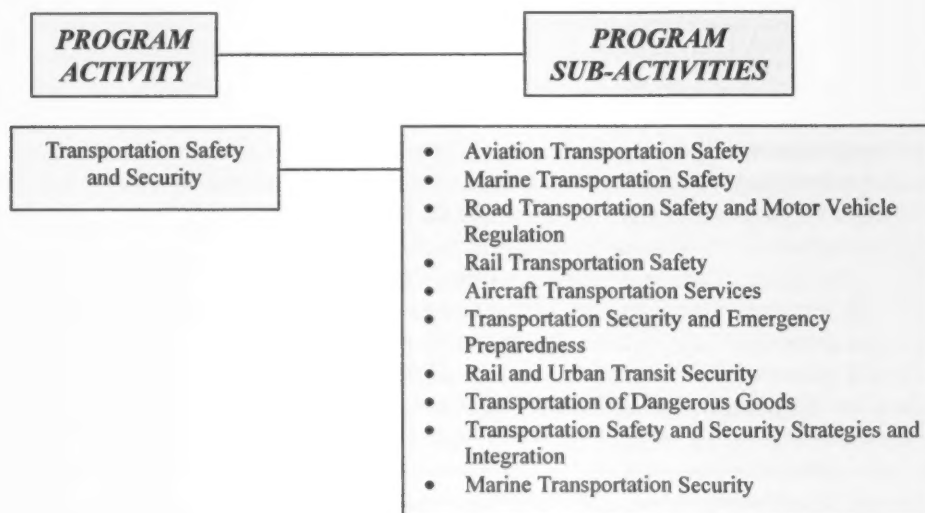 PROGRAM
ACTIVITY
PROGRAM
SUB-ACTIVITIES
Transportation Safety
and Security
• Aviation Transportation Safety
• Marine Transportation Safety
• Road Transportation Safety and Motor Vehicle
Regulation
• Rail Transportation Safety
• Aircraft Transportation Services
• Transportation Security and Emergency
Preparedness
• Rail and Urban Transit Security
• Transportation of Dangerous Goods
• Transportation Safety and Security Strategies and
Integration
• Marine Transportation Security